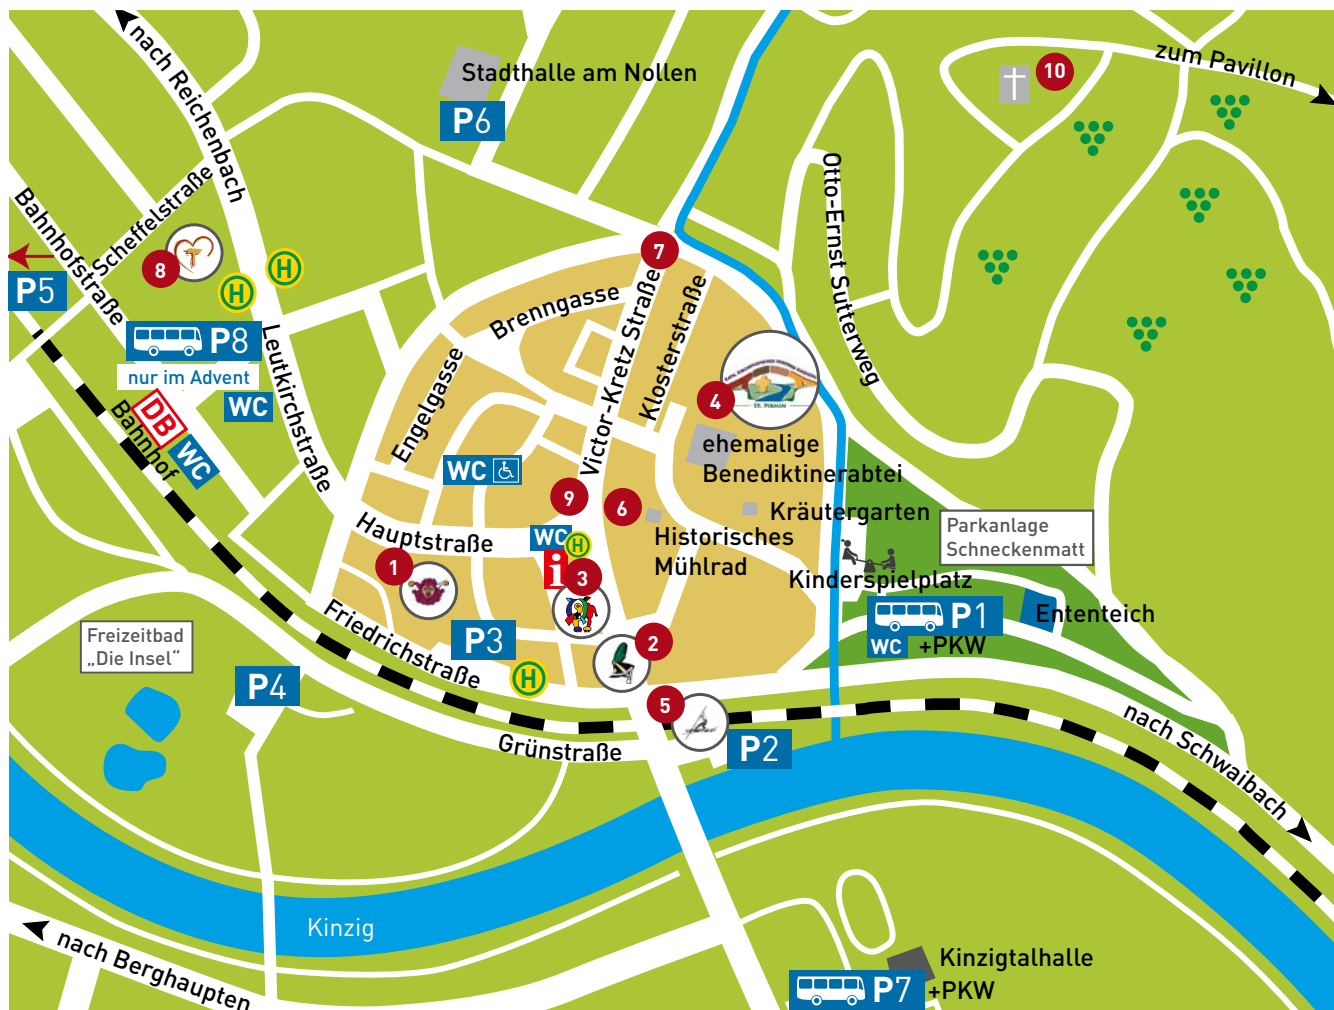 nach Reichenbach
Stadthalle am Nollen
P6
zum Pavillon
10
Scheffelstraße
Bahnhofstraße
P5
8
H
H
P8
nur im Advent
WC
Leutkirchstraße
DB
Bahnhof
WC
7
Brenngasse
Engelgasse
Victor-Kretz Straße
Klosterstraße
Otto-Ernst Sutterweg
ST. PIRMIN
4
ehemalige
Benediktinerabtei
WC
9
6
Kräutergarten
Historisches
Mühlrad
Parkanlage
Schneckenmatt
Hauptstraße
WC
H
i
3
1
Kinderspielplatz
P1
WC
+PKW
Ententeich
Friedrichstraße
P3
H
2
Freizeitbad
„Die Insel“
P4
5
P2
Grünstraße
nach Schwaibach
Kinzig
nach Berghaupten
Kinzigtalhalle
P7
+PKW